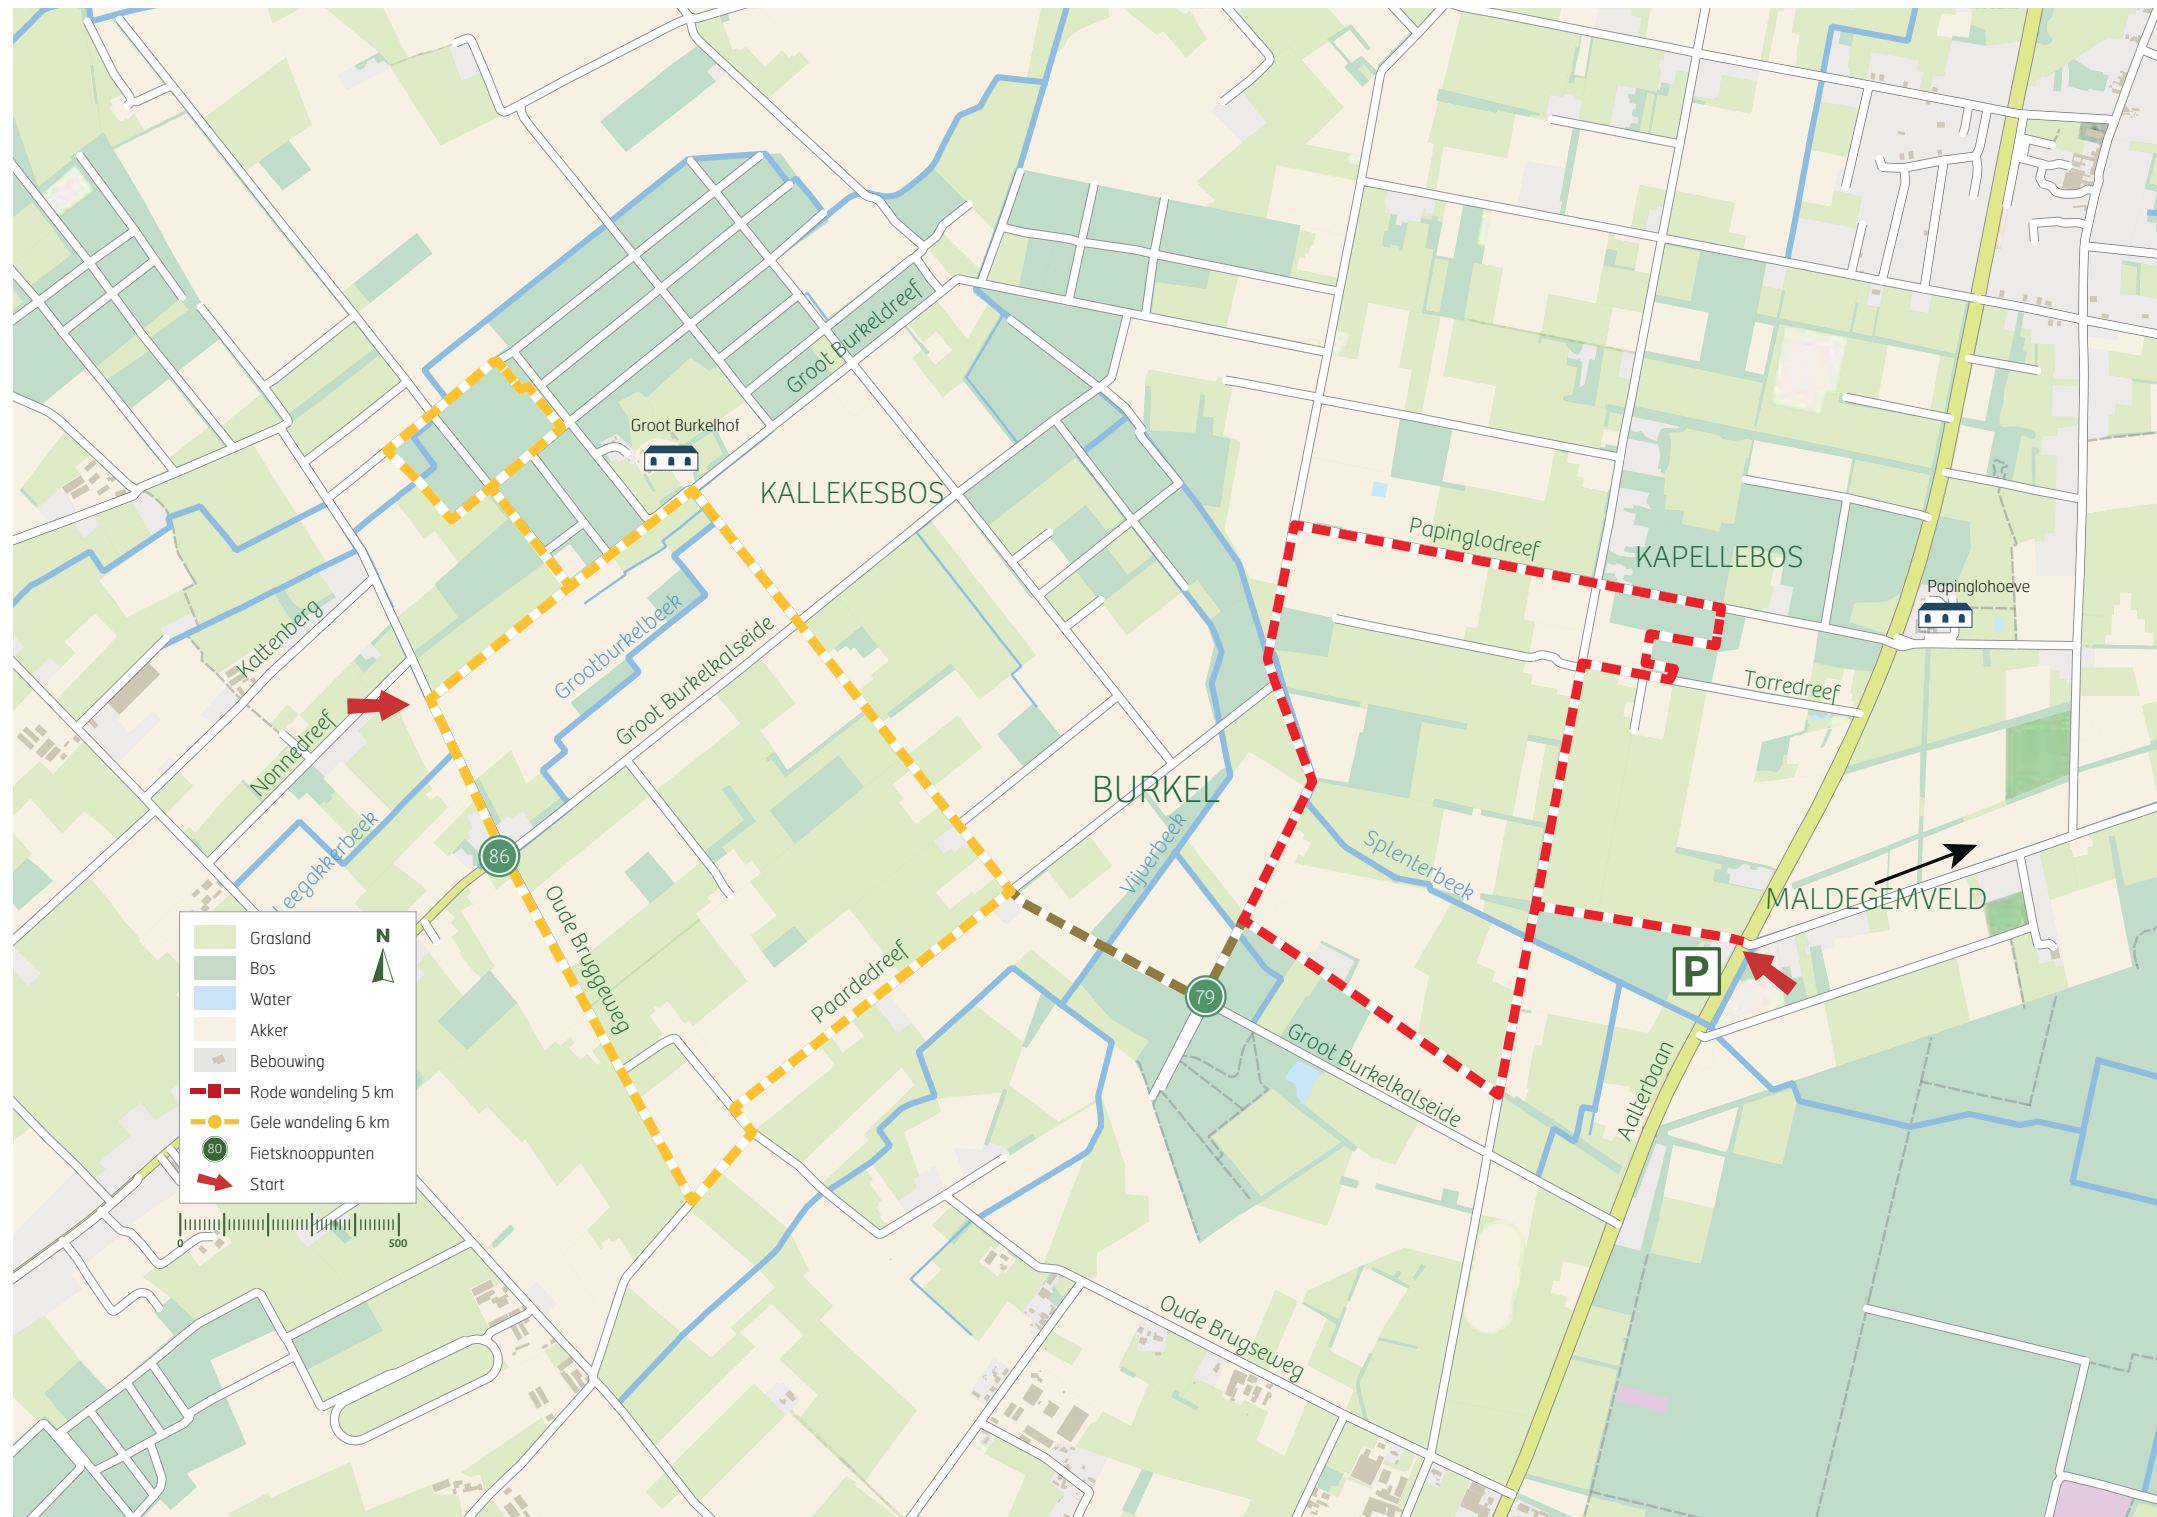 Groot Burkeldreef
Groot Burkelhof
KALLEKESBOS
Papinglodreef
KAPELLEBOS
Papinglohoeve
Kattenberg
Grootburkelbeek
Groot Burkelkalseide
Torredreef
Nonnedreef
BURKEL
Leegakkerbeek
86
Vijverbeek
Splenterbeek
MALDEGEMVELD
Oude Bruggeweg
Paardedreef
P
79
Groot Burkelkalseide
Aalterbaan
Oude Brugseweg
N
Grasland
Bos
Water
Akker
Bebouwing
Rode wandeling 5 km
Gele wandeling 6 km
80 Fietsknooppunten
Start
0 500